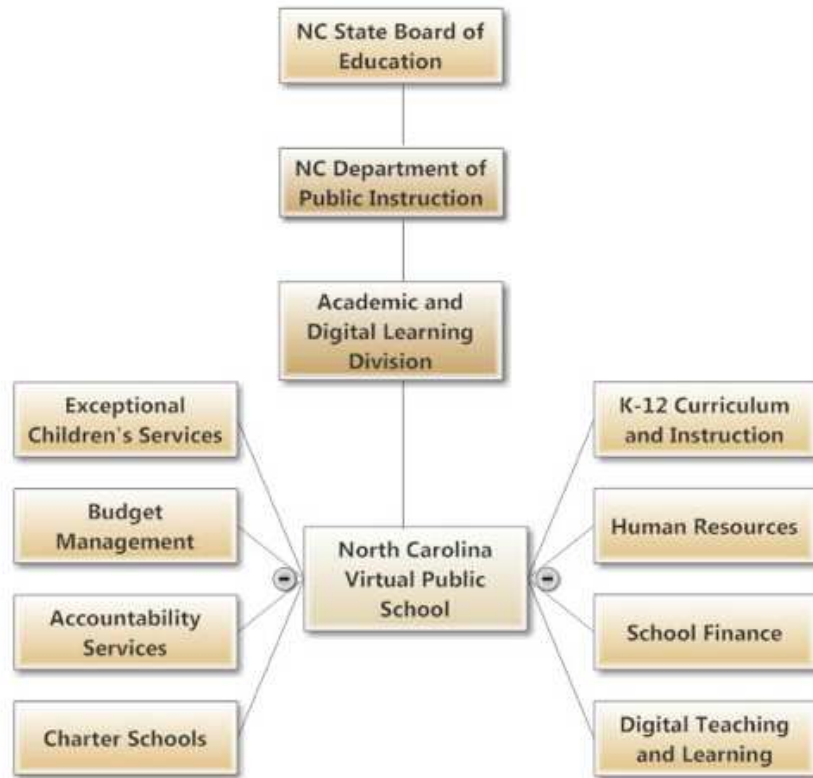 NC State Board of
Education
NC Department of
Public Instruction
Academic and
Digital Learning
Division
Exceptional
Children's Services
Budget
Management
Accountability
Services
Charter Schools
North Carolina
Virtual Public
School
K-12 Curriculum
and Instruction
Human Resources
School Finance
Digital Teaching
and Learning